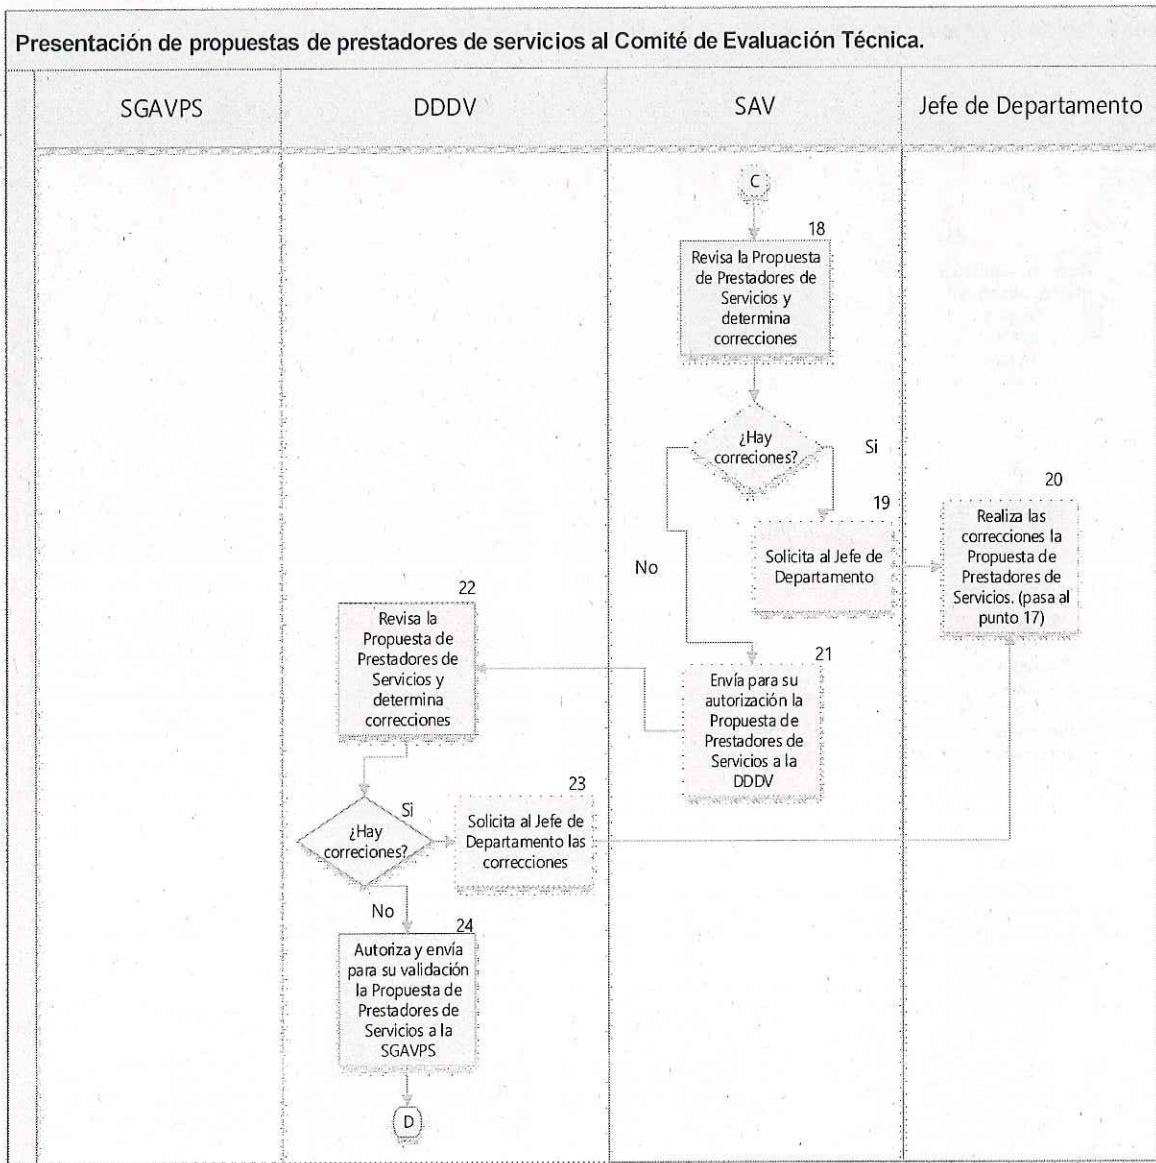 Presentación de propuestas de prestadores de servicios al Comité de Evaluación Técnica.
SGAVPS
DDDV
SAV
Jefe de Departamento
C
18
Revisa la Propuesta
de Prestadores de
Servicios y
determina
correcciones
¿Hay
correciones?
Si
19
Solicita al Jefe de
Departamento
20
Realiza las
correcciones la
Propuesta de
Prestadores de
Servicios. (pasa al
punto 17)
No
21
Envía para su
autorización la
Propuesta de
Prestadores de
Servicios a la
DDDV
22
Revisa la
Propuesta de
Prestadores de
Servicios y
determina
correcciones
¿Hay
correciones?
Si
23
Solicita al Jefe de
Departamento las
correcciones
No
24
Autoriza y envía
para su validación
la Propuesta de
Prestadores de
Servicios a la
SGAVPS
D